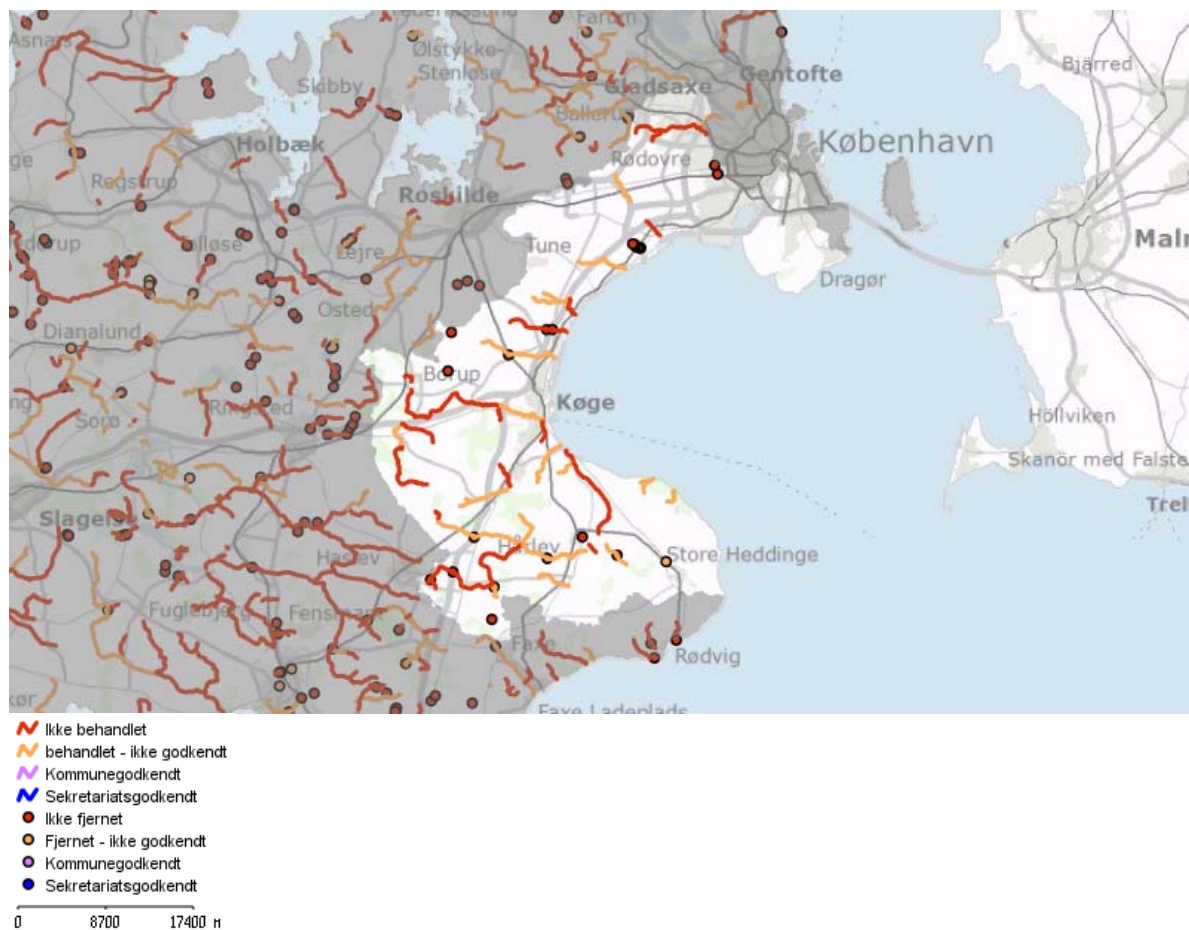 Farum
Asnæs
Ølstykke-
Stenløse
Bjärred
Gentofte
Gladsaxe
Skibby
Ballerup
København
Holbæk
Rødovre
Regstrup
Roskilde
Malm
Tølløse
Lejre
Tune
Dragør
Osted
Dianalund
Borup
Køge
Ringsted
Sorø
Höllviken
Skanör med Falste
Trel
Slagelse
Hårlev
Store Heddinge
Haslev
Fuglebjerg
Fensmark
Faxe
Rødvig
Faxe Ladeplads
Ikke behandlet
behandlet - ikke godkendt
Kommunegodkendt
Sekretariatsgodkendt
Ikke fjernet
Fjernet - ikke godkendt
Kommunegodkendt
Sekretariatsgodkendt
0 8700 17400 M